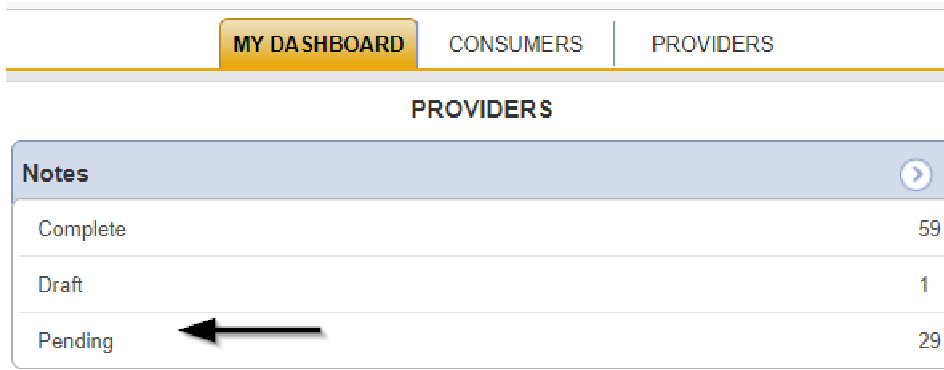 MY DASHBOARD CONSUMERS PROVIDERS
PROVIDERS
Notes
Complete 59
Draft 1
Pending 29